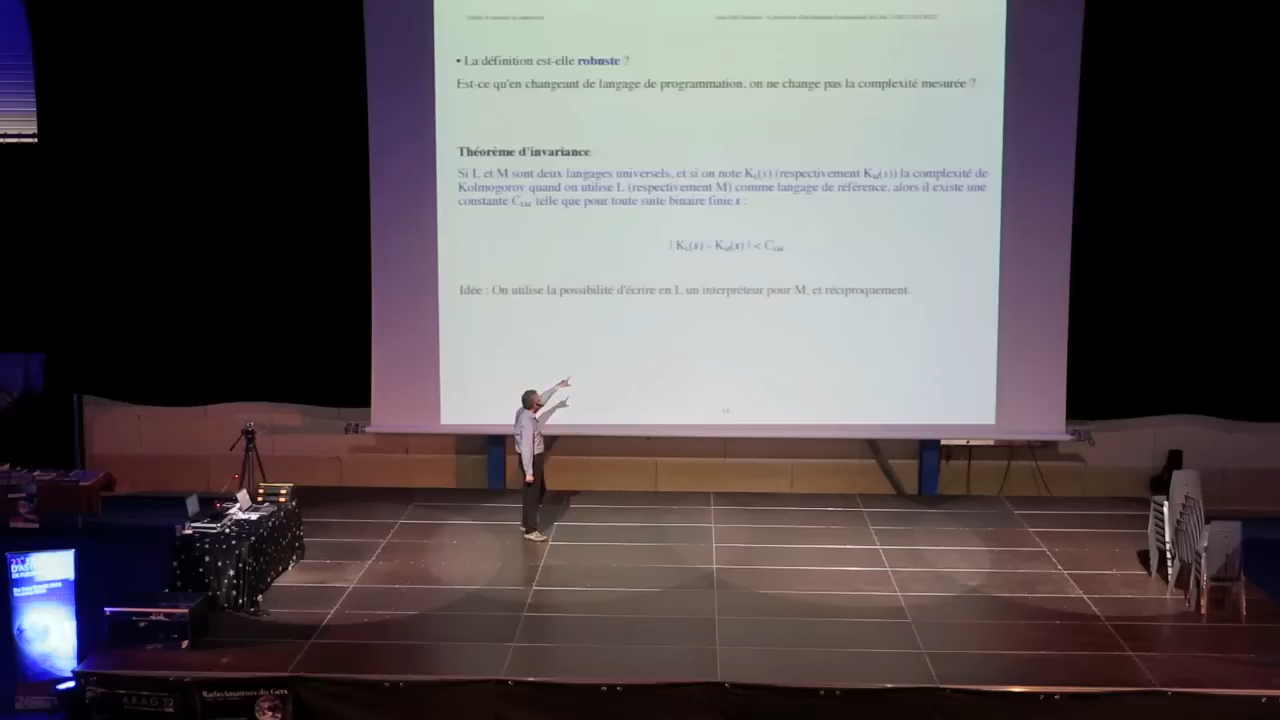 • La définition est-elle robuste ?
Est-ce qu'en changeant de langage de programmation, on ne change pas la complexité mesurée ?
Théorème d'invariance
Si L et M sont deux langages universels, et si on note K_L(s) (respectivement K_M(s)) la complexité de
Kolmogorov quand on utilise L (respectivement M) comme langage de référence, alors il existe une
constante C_LM telle que pour toute suite binaire finie s :
| K_L(s) - K_M(s) | < C_LM
Idée : On utilise la possibilité d'écrire en L un interpréteur pour M, et réciproquement.
RadioAmateurs du Gers